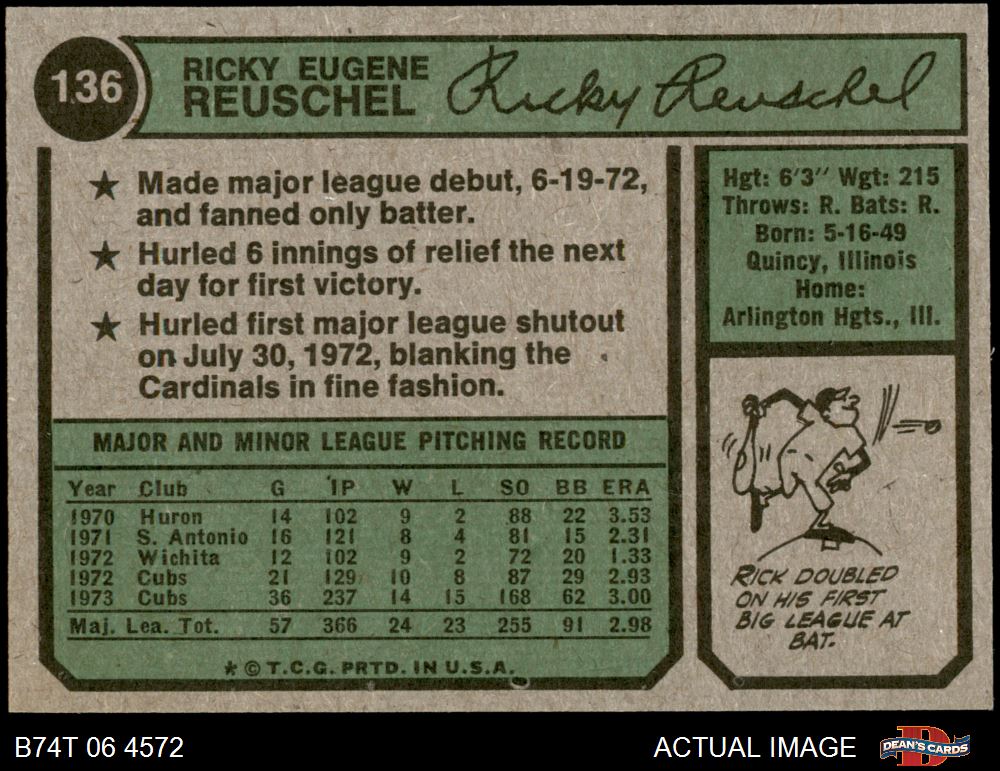 136
RICKY EUGENE
REUSCHEL
Ricky Reuschel
★ Made major league debut, 6-19-72,
and fanned only batter.
★ Hurled 6 innings of relief the next
day for first victory.
★ Hurled first major league shutout
on July 30, 1972, blanking the
Cardinals in fine fashion.
Hgt: 6'3" Wgt: 215
Throws: R. Bats: R.
Born: 5-16-49
Quincy, Illinois
Home:
Arlington Hgts., Ill.
MAJOR AND MINOR LEAGUE PITCHING RECORD
Year Club G IP W L SO BB ERA
1970 Huron 14 102 9 2 88 22 3.53
1971 S. Antonio 16 121 8 4 81 15 2.31
1972 Wichita 12 102 9 2 72 20 1.33
1972 Cubs 21 129 10 8 87 29 2.93
1973 Cubs 36 237 14 15 168 62 3.00
Maj. Lea. Tot. 57 366 24 23 255 91 2.98
* © T.C.G. PRTD. IN U.S.A.
RICK DOUBLED
ON HIS FIRST
BIG LEAGUE AT
BAT.
B74T 06 4572
ACTUAL IMAGE
DEAN'S CARDS